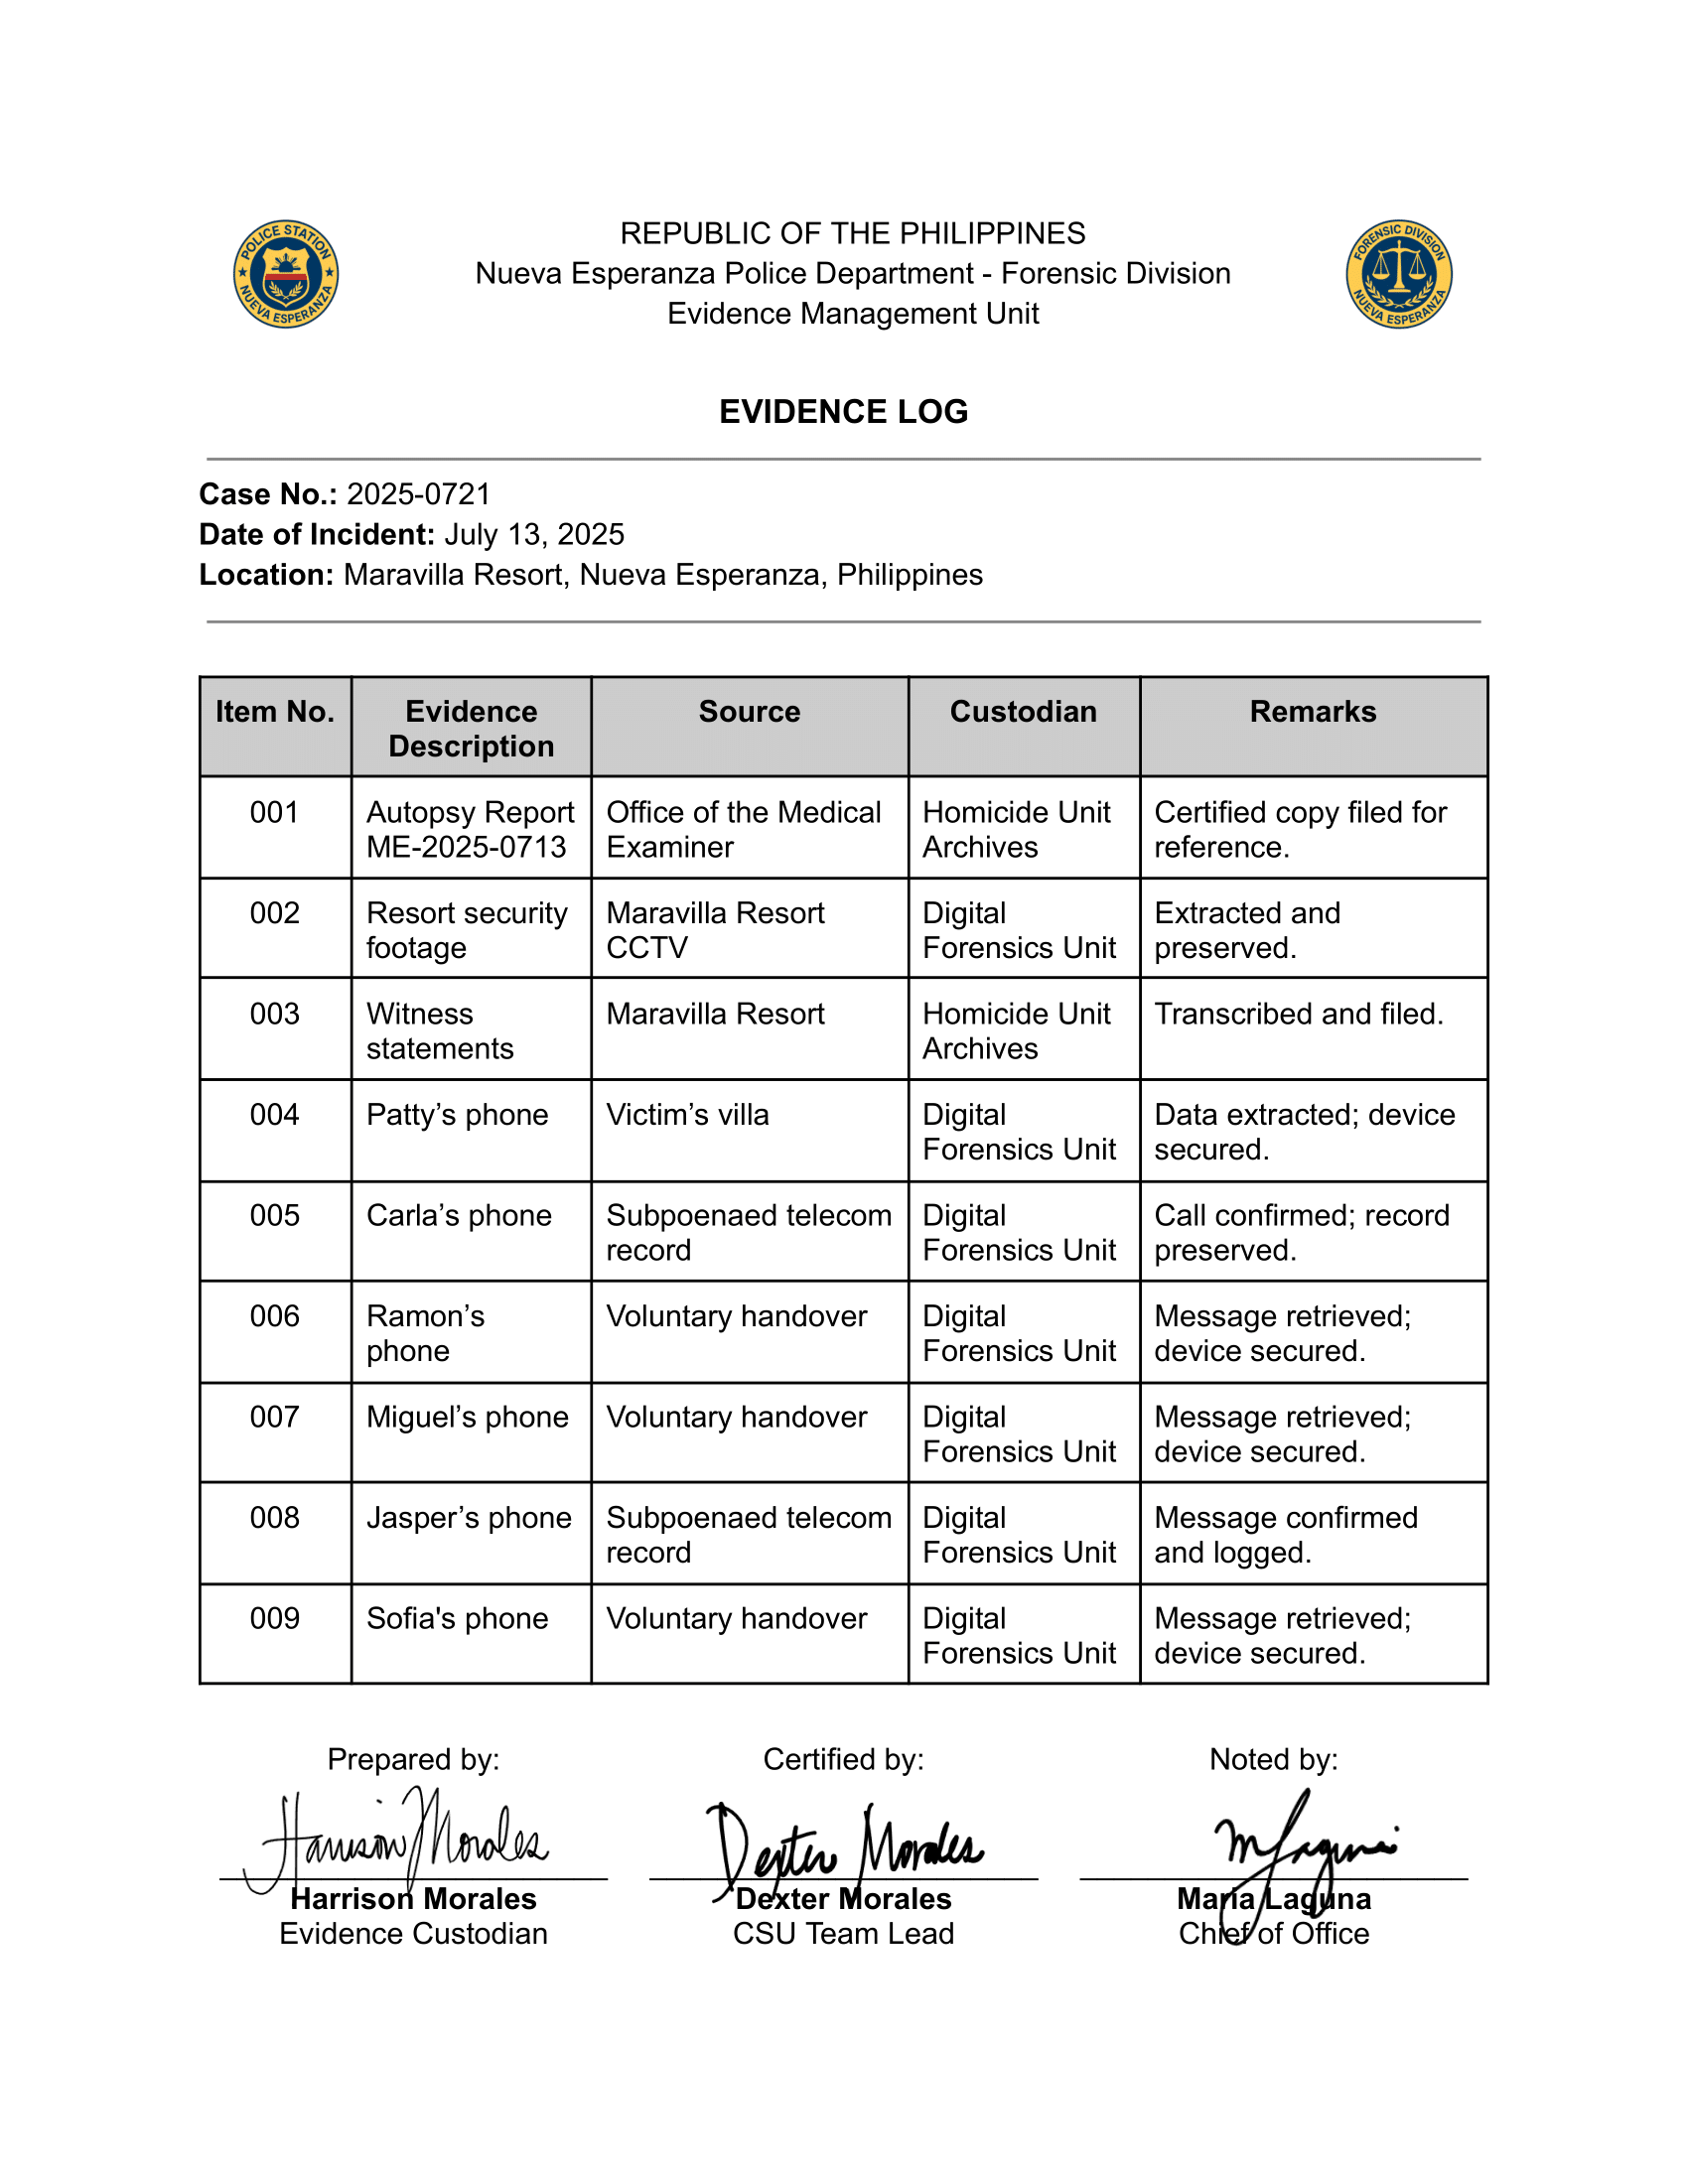 POLICE STATION
NUEVA ESPERANZA
REPUBLIC OF THE PHILIPPINES
Nueva Esperanza Police Department - Forensic Division
Evidence Management Unit
FORENSIC DIVISION
NUEVA ESPERANZA
EVIDENCE LOG
Case No.: 2025-0721
Date of Incident: July 13, 2025
Location: Maravilla Resort, Nueva Esperanza, Philippines
Item No. Evidence Description Source Custodian Remarks
001 Autopsy Report ME-2025-0713 Office of the Medical Examiner Homicide Unit Archives Certified copy filed for reference.
002 Resort security footage Maravilla Resort CCTV Digital Forensics Unit Extracted and preserved.
003 Witness statements Maravilla Resort Homicide Unit Archives Transcribed and filed.
004 Patty’s phone Victim’s villa Digital Forensics Unit Data extracted; device secured.
005 Carla’s phone Subpoenaed telecom record Digital Forensics Unit Call confirmed; record preserved.
006 Ramon’s phone Voluntary handover Digital Forensics Unit Message retrieved; device secured.
007 Miguel’s phone Voluntary handover Digital Forensics Unit Message retrieved; device secured.
008 Jasper’s phone Subpoenaed telecom record Digital Forensics Unit Message confirmed and logged.
009 Sofia's phone Voluntary handover Digital Forensics Unit Message retrieved; device secured.
Prepared by: Certified by: Noted by:
Harrison Morales Dexter Morales M Laguna
Harrison Morales Dexter Morales Maria Laguna
Evidence Custodian CSU Team Lead Chief of Office